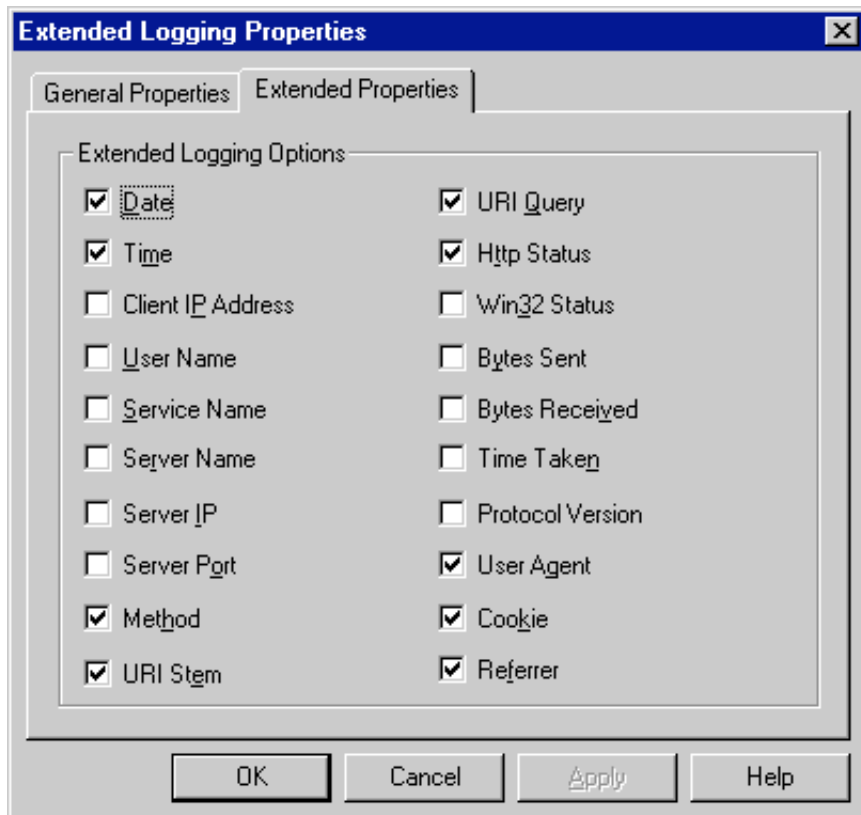 Extended Logging Properties
General Properties
Extended Properties
Extended Logging Options
Date
Time
Client IP Address
User Name
Service Name
Server Name
Server IP
Server Port
Method
URI Stem
URI Query
Http Status
Win32 Status
Bytes Sent
Bytes Received
Time Taken
Protocol Version
User Agent
Cookie
Referrer
OK
Cancel
Apply
Help